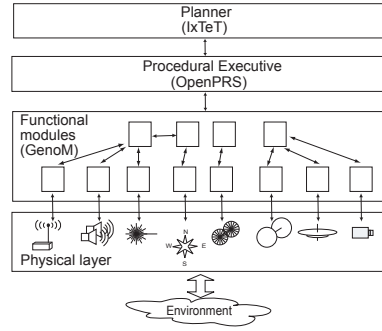 Planner
(IxTeT)
Procedural Executive
(OpenPRS)
Functional
modules
(GenoM)
N
W E
S
Physical layer
Environment